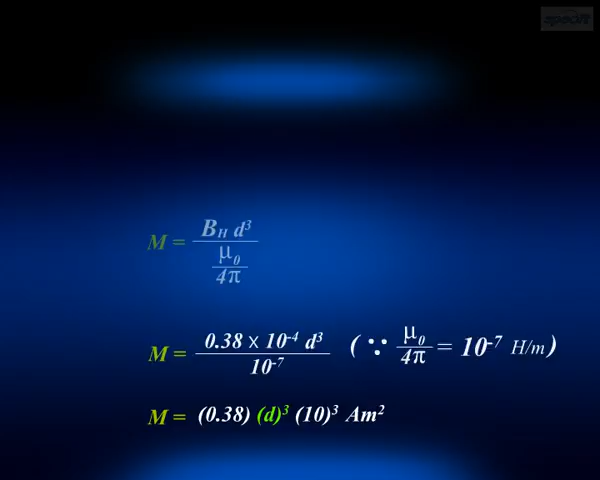 M = B_H d³ / (μ₀ / 4π)
M = 0.38 x 10⁻⁴ d³ / 10⁻⁷ ( ∵ μ₀ / 4π = 10⁻⁷ H/m )
M = (0.38) (d)³ (10)³ Am²